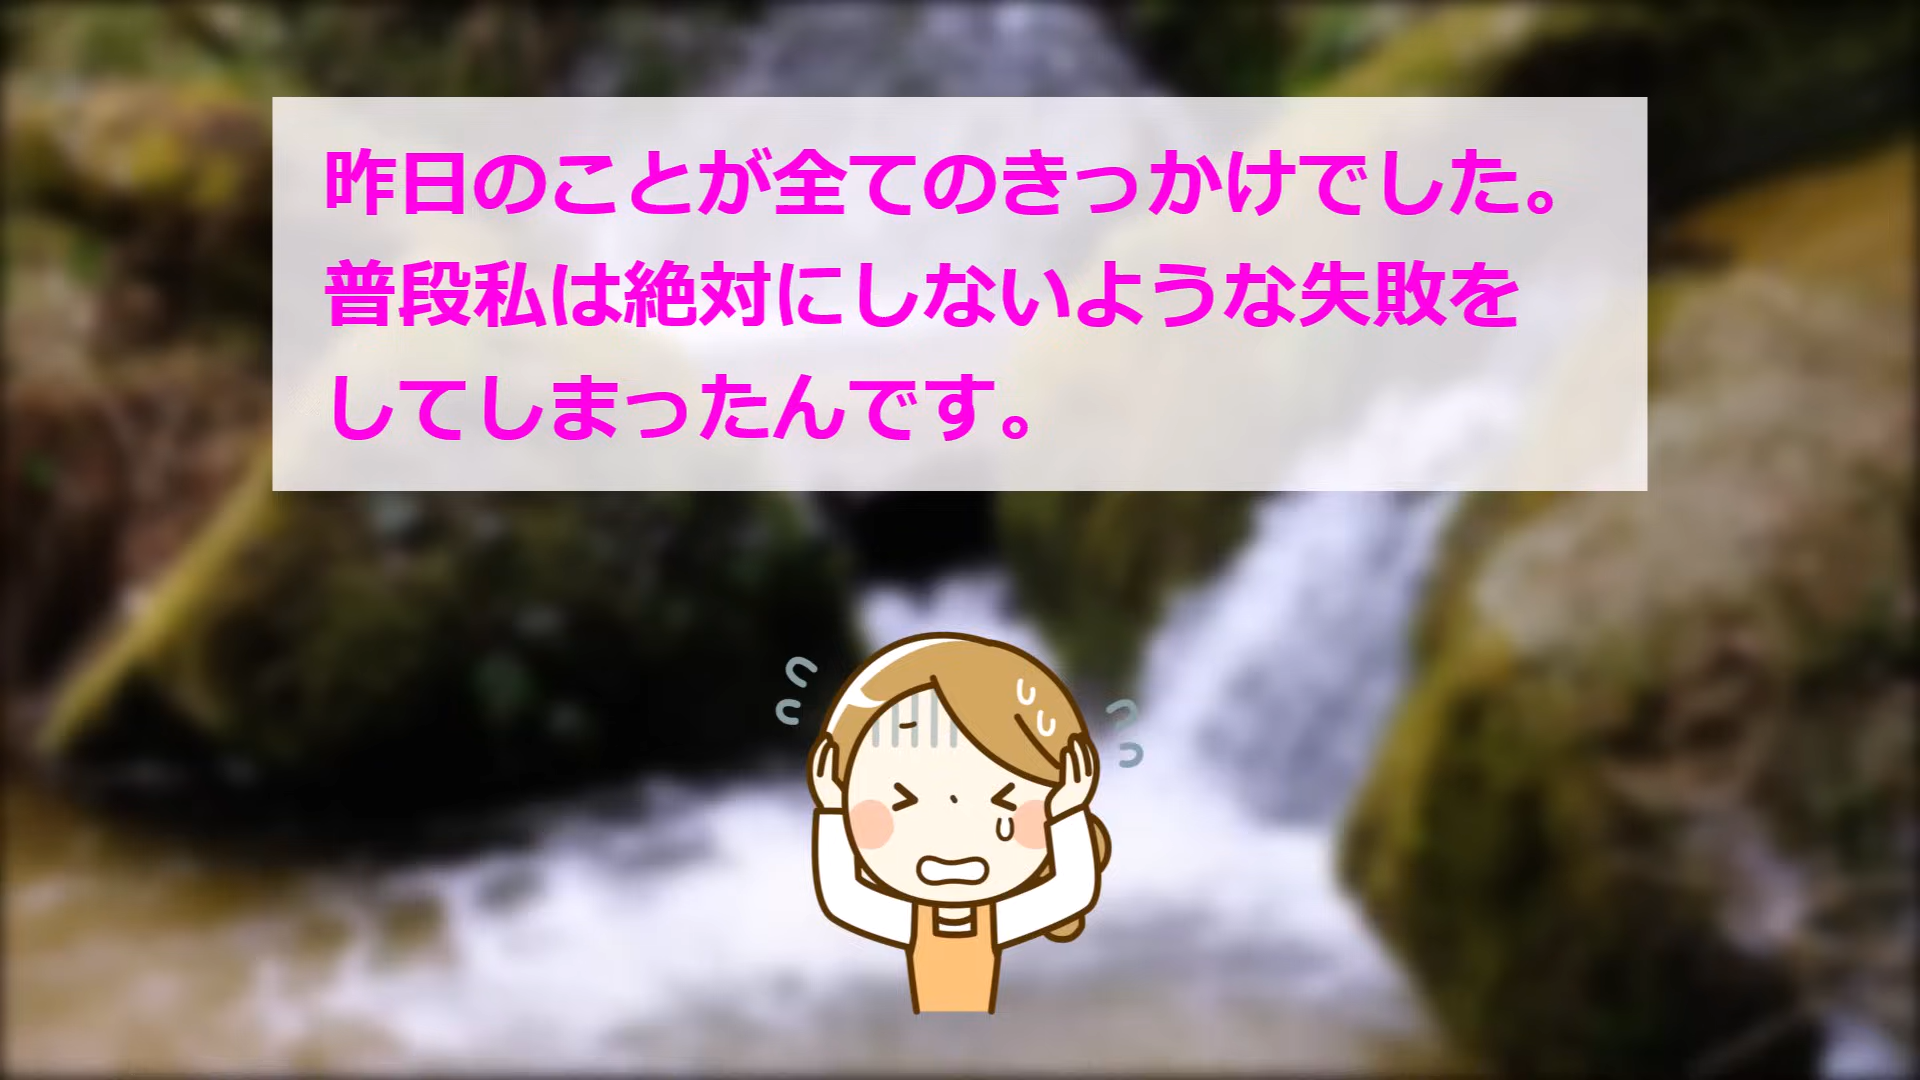 昨日のことが全てのきっかけでした。
普段私は絶対にしないような失敗を
してしまったんです。